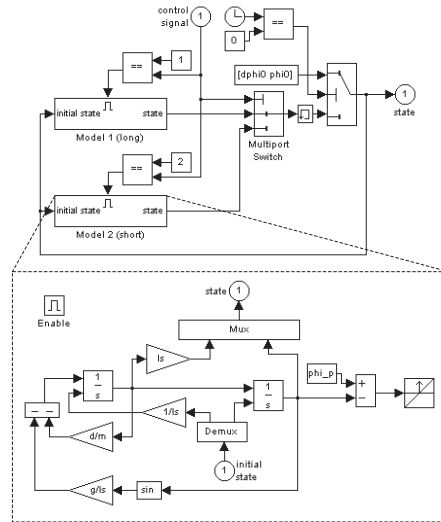 control
signal
1
==
0
1
==
[dphi0 phi0]
initial state
state
Model 1 (long)
1
state
Multiport
Switch
2
==
initial state
state
Model 2 (short)
state
1
Enable
Mux
ls
phi_p
1
s
1
s
+
−
− −
1/ls
d/m
Demux
1
initial
state
g/ls
sin